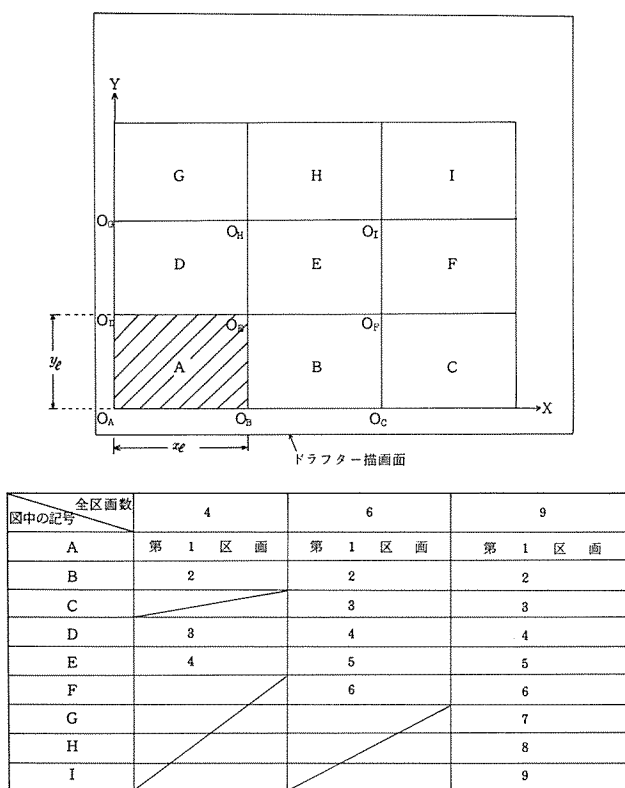 Y
G H I
O_G O_H O_I
D E F
O_D O_E O_F
y_ℓ A B C
X
O_A O_B O_C
x_ℓ
ドラフター描画面
全区画数 4 6 9
図中の記号
A 第 1 区 画 第 1 区 画 第 1 区 画
B 2 2 2
C 3 3
D 3 4 4
E 4 5 5
F 6 6
G 7
H 8
I 9